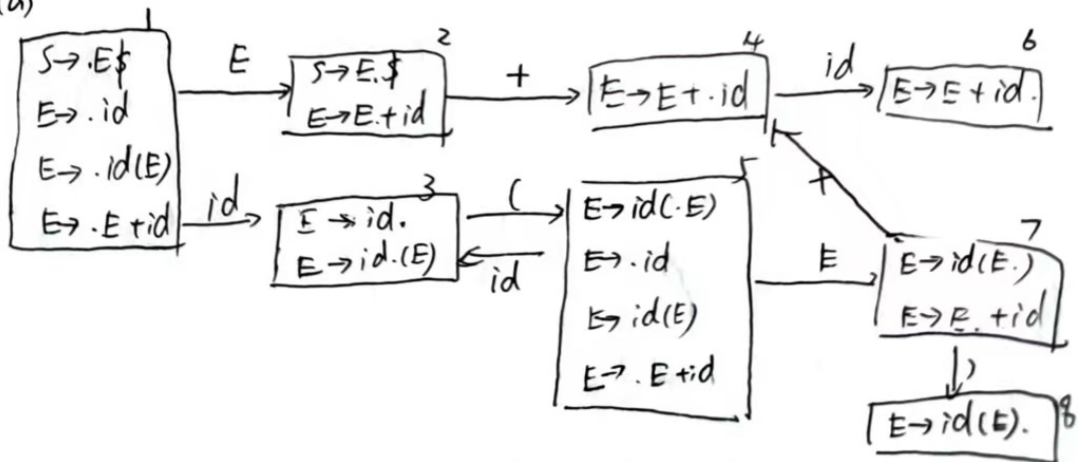 (a)
1
S→.E$
E→.id
E→.id(E)
E→.E+id
E
id
2
S→E.$
E→E.+id
+
4
E→E+.id
id
6
E→E+id.
3
E→id.
E→id.(E)
(
id
5
E→id(.E)
E→.id
E→id(E)
E→.E+id
E
+
7
E→id(E.)
E→E.+id
)
8
E→id(E).